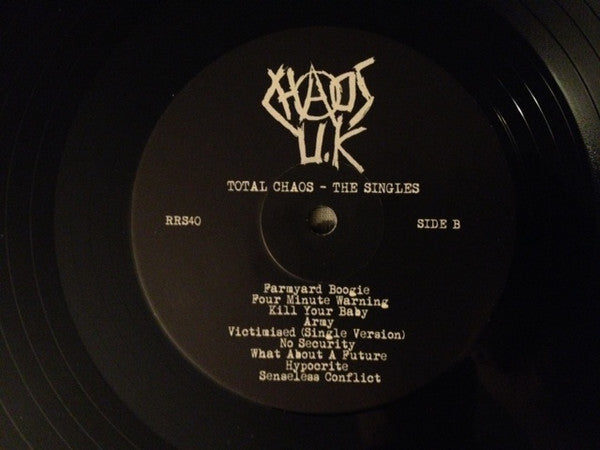 CHAOS
U.K
TOTAL CHAOS - THE SINGLES
RRS40
SIDE B
Farmyard Boogie
Four Minute Warning
Kill Your Baby
Army
Victimised (Single Version)
No Security
What About A Future
Hypocrite
Senseless Conflict